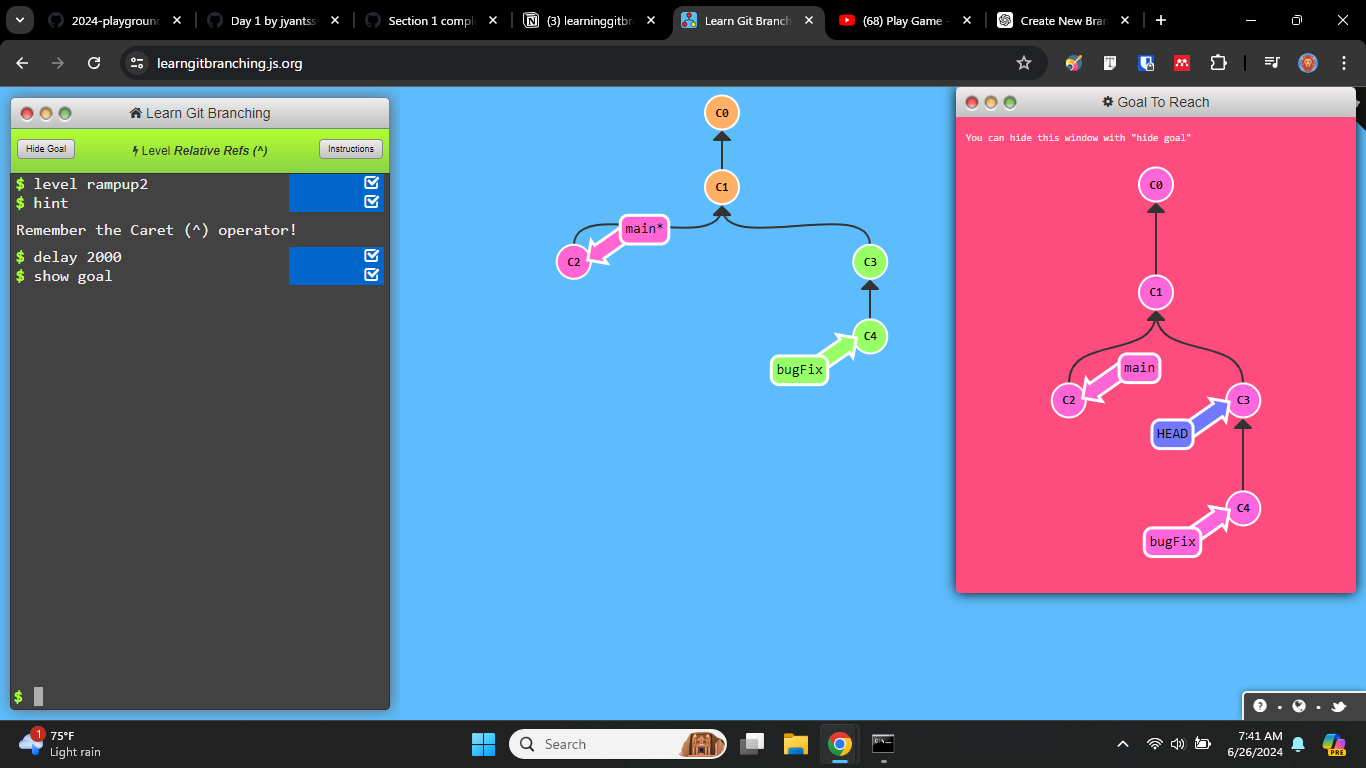 2024-playground
Day 1 by jyantss
Section 1 compl
(3) learninggitbr
Learn Git Branch
(68) Play Game -
Create New Bran
learngitbranching.js.org
Learn Git Branching
Hide Goal
Level Relative Refs (^)
Instructions
$ level rampup2
$ hint
Remember the Caret (^) operator!
$ delay 2000
$ show goal
$
C0
C1
main*
C2
C3
C4
bugFix
Goal To Reach
You can hide this window with "hide goal"
C0
C1
main
C2
C3
HEAD
C4
bugFix
1
75°F
Light rain
Search
7:41 AM
6/26/2024
PRE